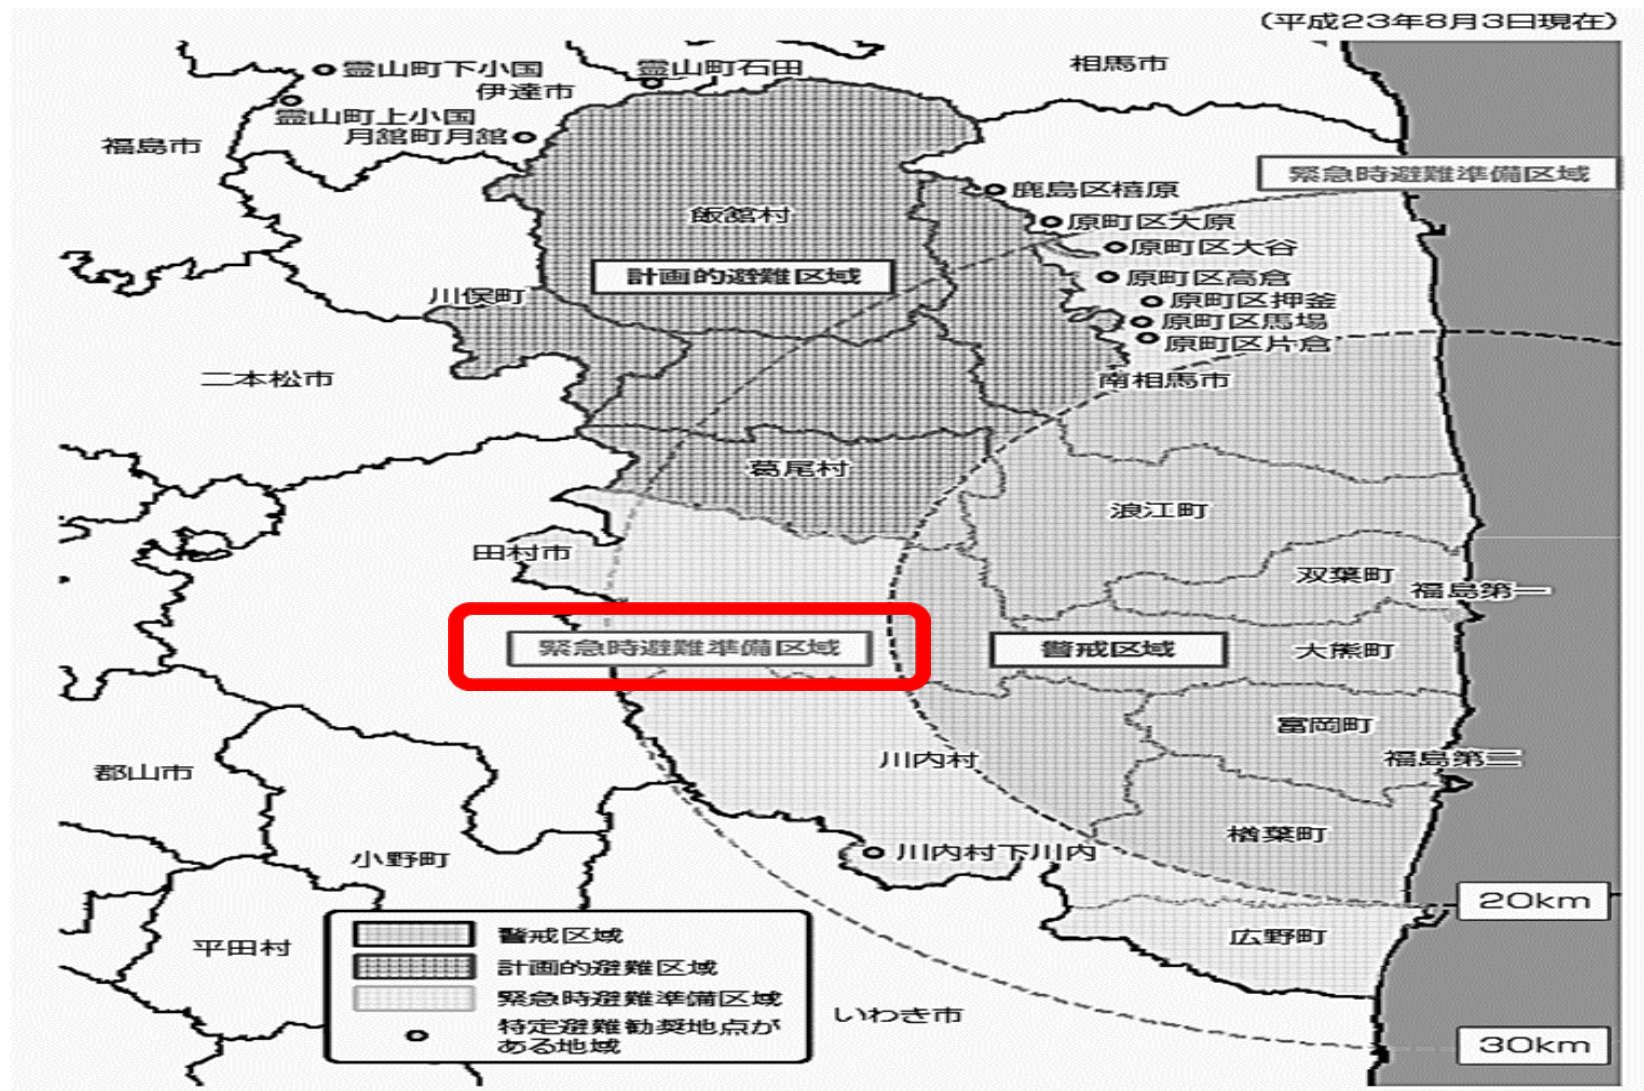 （平成23年8月3日現在）
霊山町下小国
霊山町石田
相馬市
伊達市
霊山町上小国
月舘町月舘
福島市
緊急時避難準備区域
鹿島区橲原
飯舘村
原町区大原
原町区大谷
計画的避難区域
原町区高倉
川俣町
原町区押釜
原町区馬場
原町区片倉
二本松市
南相馬市
葛尾村
浪江町
田村市
双葉町
福島第一
緊急時避難準備区域
警戒区域
大熊町
富岡町
川内村
福島第二
郡山市
楢葉町
川内村下川内
小野町
20km
広野町
平田村
警戒区域
計画的避難区域
緊急時避難準備区域
特定避難勧奨地点が
ある地域
いわき市
30km